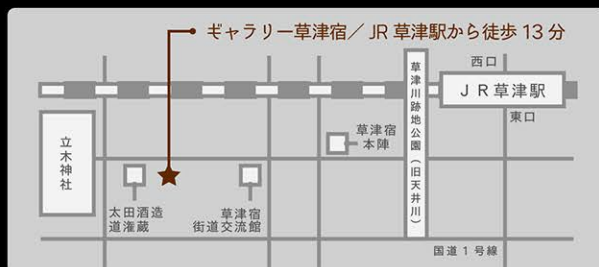 ギャラリー草津宿／JR草津駅から徒歩13分
西口
JR草津駅
東口
草津川跡地公園（旧天井川）
草津宿
本陣
立木神社
太田酒造
道灌蔵
草津宿
街道交流館
国道1号線